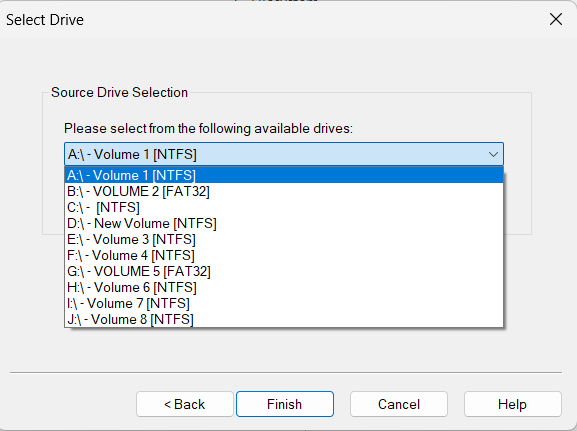 Select Drive
Source Drive Selection
Please select from the following available drives:
A:\ - Volume 1 [NTFS]
A:\ - Volume 1 [NTFS]
B:\ - VOLUME 2 [FAT32]
C:\ -  [NTFS]
D:\ - New Volume [NTFS]
E:\ - Volume 3 [NTFS]
F:\ - Volume 4 [NTFS]
G:\ - VOLUME 5 [FAT32]
H:\ - Volume 6 [NTFS]
I:\ - Volume 7 [NTFS]
J:\ - Volume 8 [NTFS]
< Back Finish Cancel Help